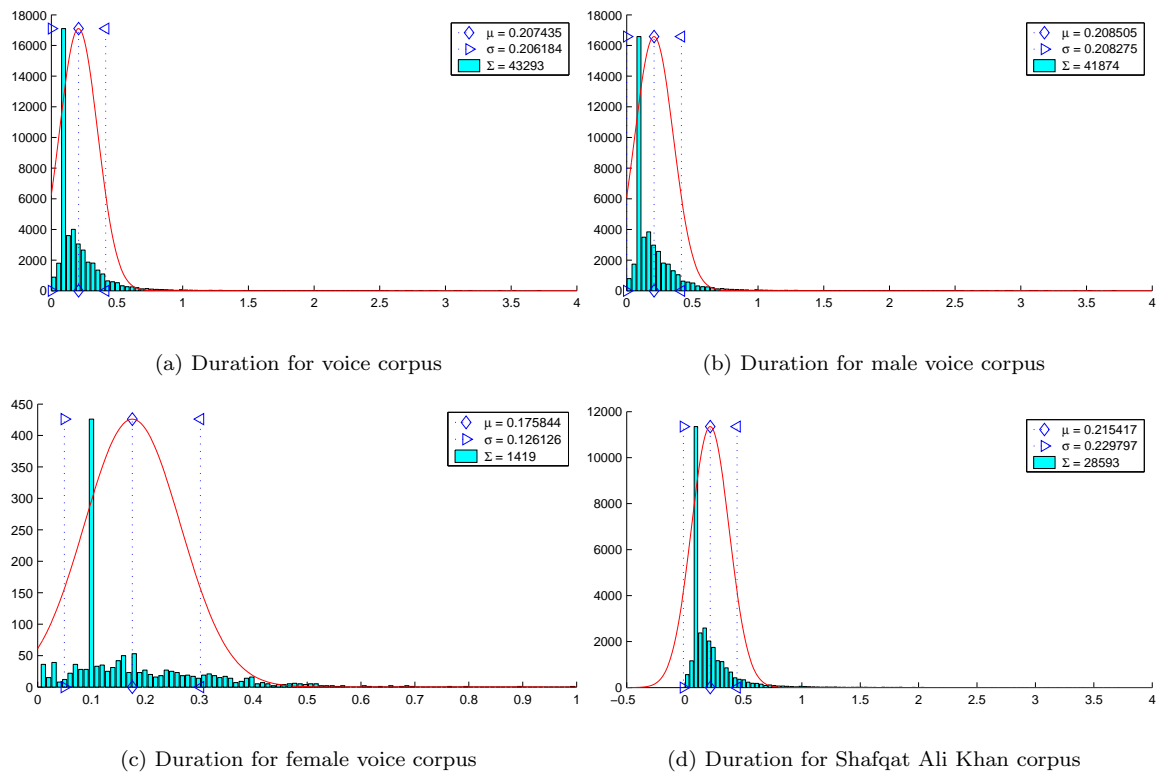 18000
16000
14000
12000
10000
8000
6000
4000
2000
0
0 0.5 1 1.5 2 2.5 3 3.5 4
μ = 0.207435
σ = 0.206184
Σ = 43293
(a) Duration for voice corpus
18000
16000
14000
12000
10000
8000
6000
4000
2000
0
0 0.5 1 1.5 2 2.5 3 3.5 4
μ = 0.208505
σ = 0.208275
Σ = 41874
(b) Duration for male voice corpus
450
400
350
300
250
200
150
100
50
0
0 0.1 0.2 0.3 0.4 0.5 0.6 0.7 0.8 0.9 1
μ = 0.175844
σ = 0.126126
Σ = 1419
(c) Duration for female voice corpus
12000
10000
8000
6000
4000
2000
0
−0.5 0 0.5 1 1.5 2 2.5 3 3.5 4
μ = 0.215417
σ = 0.229797
Σ = 28593
(d) Duration for Shafqat Ali Khan corpus